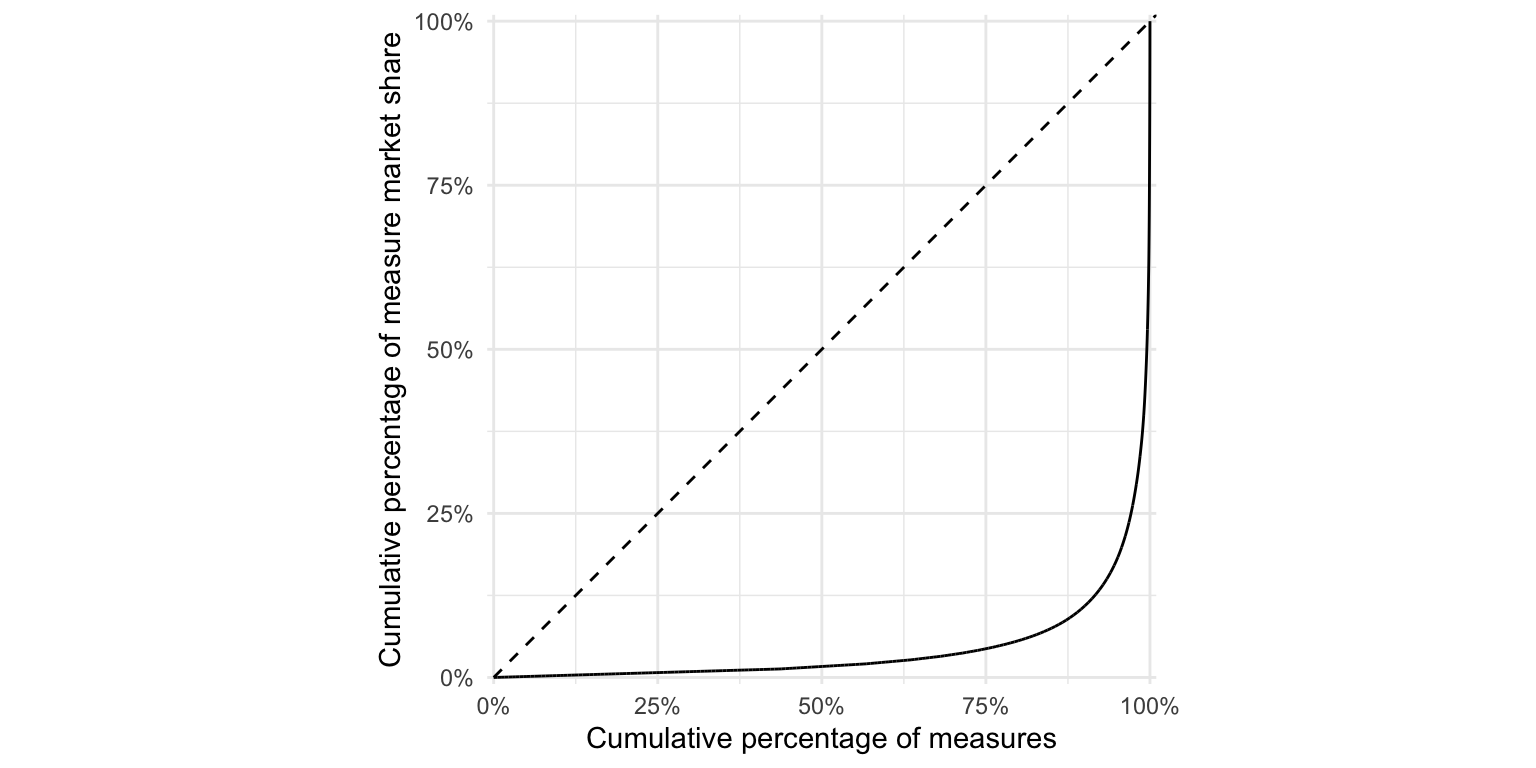 Cumulative percentage of measure market share
100%
75%
50%
25%
0%
0% 25% 50% 75% 100%
Cumulative percentage of measures